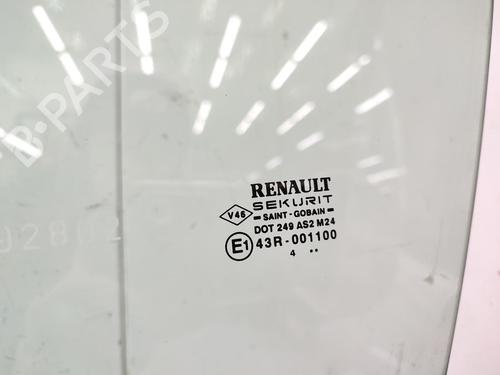 B-PARTS
RENAULT
SEKURIT
V46
SAINT - GOBAIN
DOT 249 AS2 M24
E1 43R-001100
4 ..